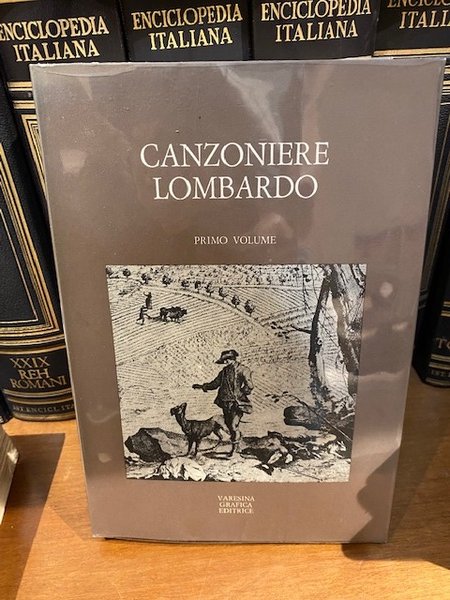 ENCICLOPEDIA
ITALIANA
ENCICLOPEDIA
ITALIANA
ENCICLOPEDIA
ITALIANA
CANZONIERE
LOMBARDO
PRIMO VOLUME
VARESINA
GRAFICA
EDITRICE
XXIX
REH
ROMANI